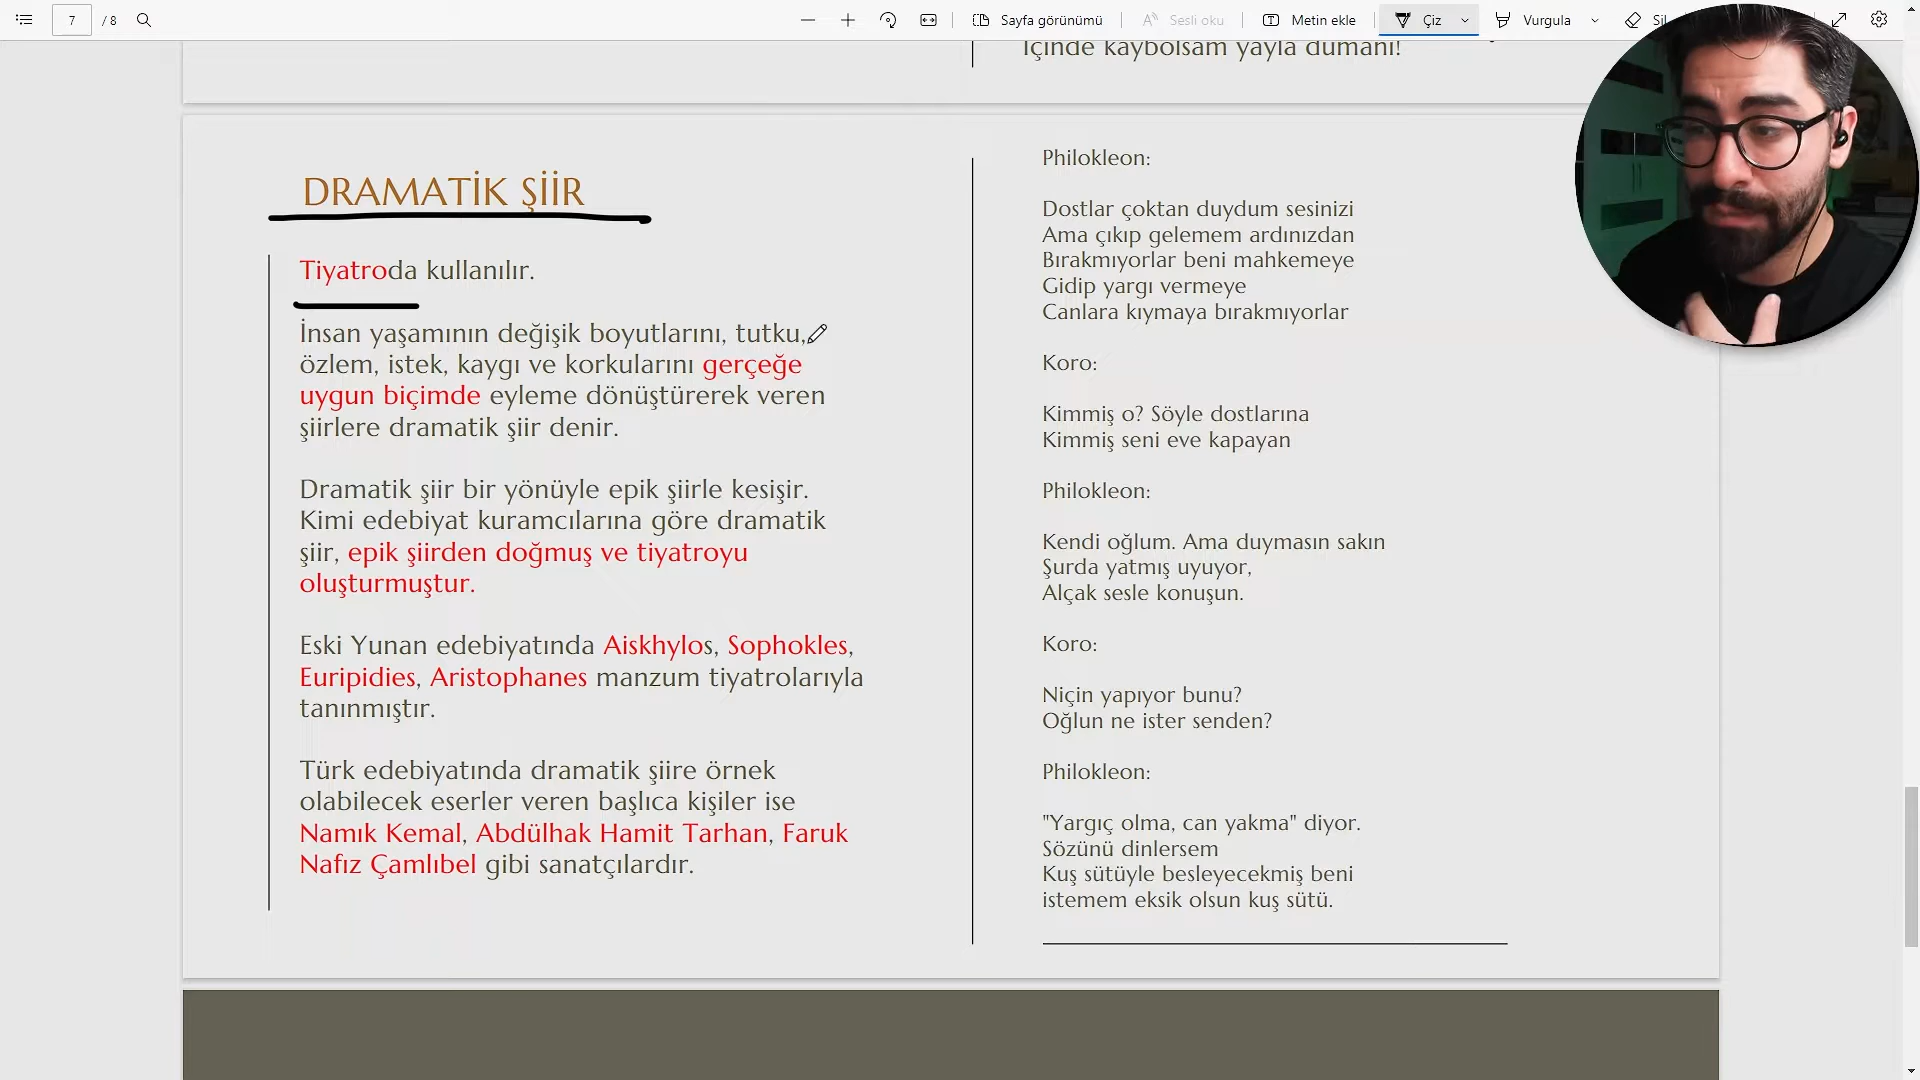 7 / 8
Sayfa görünümü
Sesli oku
Metin ekle
Çiz
Vurgula
Sil
İçinde kaybolsam yayla dumanı!
DRAMATİK ŞİİR
Tiyatroda kullanılır.
İnsan yaşamının değişik boyutlarını, tutku,
özlem, istek, kaygı ve korkularını gerçeğe
uygun biçimde eyleme dönüştürerek veren
şiirlere dramatik şiir denir.
Dramatik şiir bir yönüyle epik şiirle kesişir.
Kimi edebiyat kuramcılarına göre dramatik
şiir, epik şiirden doğmuş ve tiyatroyu
oluşturmuştur.
Eski Yunan edebiyatında Aiskhylos, Sophokles,
Euripidies, Aristophanes manzum tiyatrolarıyla
tanınmıştır.
Türk edebiyatında dramatik şiire örnek
olabilecek eserler veren başlıca kişiler ise
Namık Kemal, Abdülhak Hamit Tarhan, Faruk
Nafız Çamlıbel gibi sanatçılardır.
Philokleon:
Dostlar çoktan duydum sesinizi
Ama çıkıp gelemem ardınızdan
Bırakmıyorlar beni mahkemeye
Gidip yargı vermeye
Canlara kıymaya bırakmıyorlar
Koro:
Kimmiş o? Söyle dostlarına
Kimmiş seni eve kapayan
Philokleon:
Kendi oğlum. Ama duymasın sakın
Şurda yatmış uyuyor,
Alçak sesle konuşun.
Koro:
Niçin yapıyor bunu?
Oğlun ne ister senden?
Philokleon:
"Yargıç olma, can yakma" diyor.
Sözünü dinlersem
Kuş sütüyle besleyecekmiş beni
istemem eksik olsun kuş sütü.